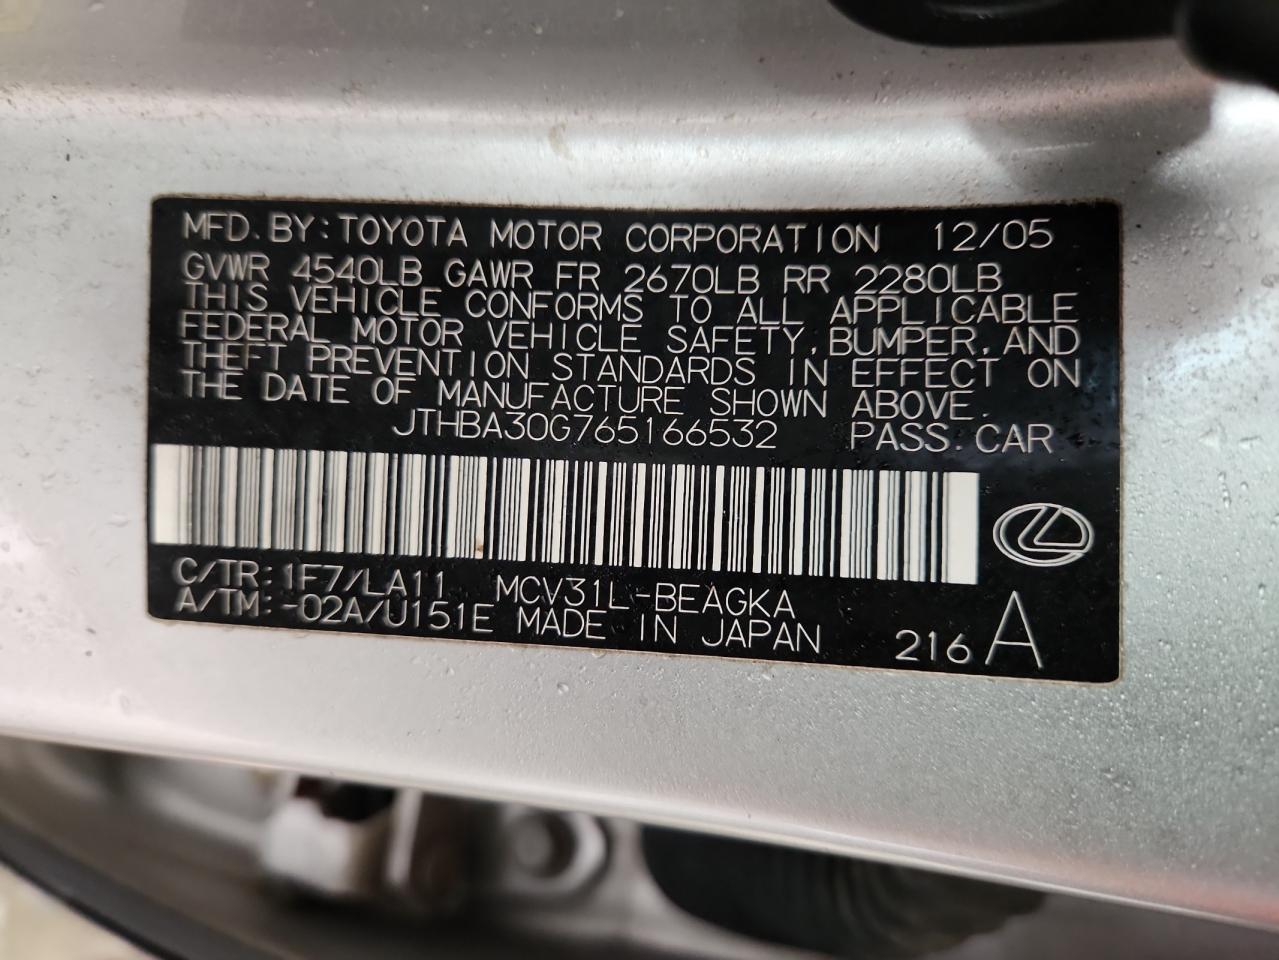 MFD. BY: TOYOTA MOTOR CORPORATION 12/05
GVWR 4540LB GAWR FR 2670LB RR 2280LB
THIS VEHICLE CONFORMS TO ALL APPLICABLE
FEDERAL MOTOR VEHICLE SAFETY, BUMPER, AND
THEFT PREVENTION STANDARDS IN EFFECT ON
THE DATE OF MANUFACTURE SHOWN ABOVE.
JTHBA30G765166532 PASS. CAR
C/TR: 1F7/LA11 MCV31L-BEAGKA
A/TM: -02A/U151E MADE IN JAPAN 216 A